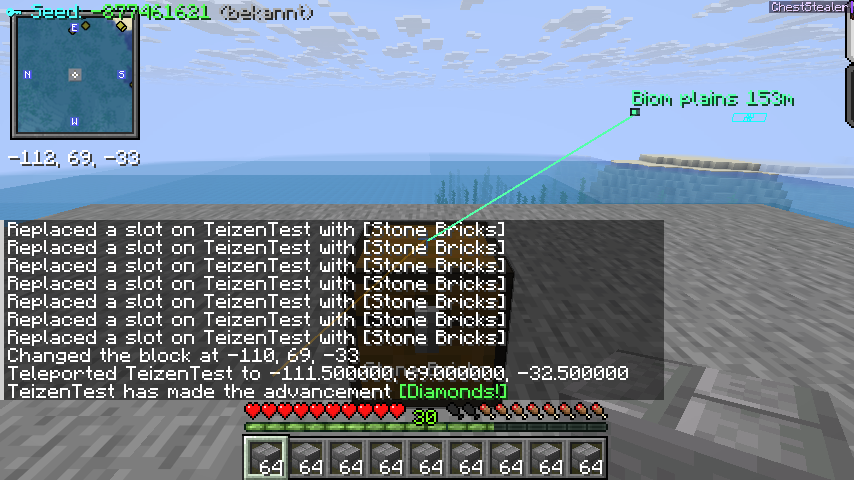 Seed: -877461621 (bekannt)
ChestStealer
E
N
S
W
Biom plains 153m
-112, 69, -33
Replaced a slot on TeizenTest with [Stone Bricks]
Replaced a slot on TeizenTest with [Stone Bricks]
Replaced a slot on TeizenTest with [Stone Bricks]
Replaced a slot on TeizenTest with [Stone Bricks]
Replaced a slot on TeizenTest with [Stone Bricks]
Replaced a slot on TeizenTest with [Stone Bricks]
Replaced a slot on TeizenTest with [Stone Bricks]
Changed the block at -110, 69, -33
Teleported TeizenTest to -111.500000, 69.000000, -32.500000
Stone Bricks
TeizenTest has made the advancement [Diamonds!]
30
64 64 64 64 64 64 64 64 64